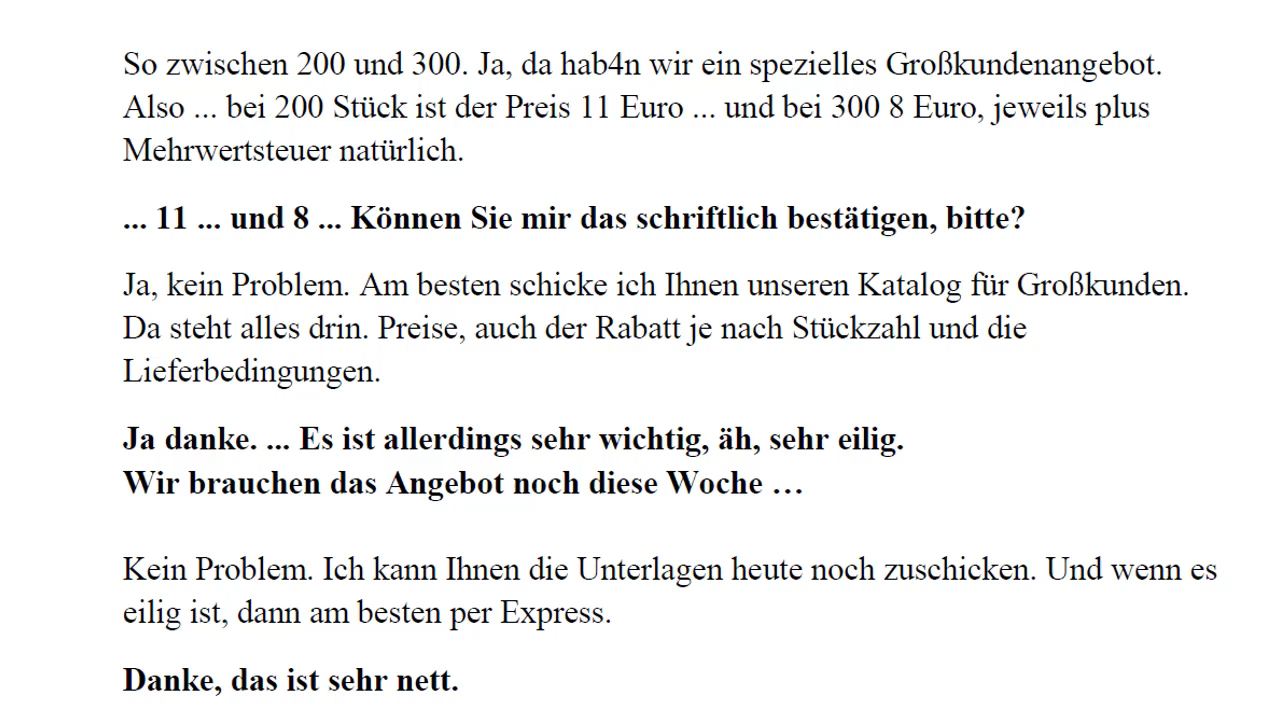 So zwischen 200 und 300. Ja, da hab4n wir ein spezielles Großkundenangebot.
Also ... bei 200 Stück ist der Preis 11 Euro ... und bei 300 8 Euro, jeweils plus
Mehrwertsteuer natürlich.
... 11 ... und 8 ... Können Sie mir das schriftlich bestätigen, bitte?
Ja, kein Problem. Am besten schicke ich Ihnen unseren Katalog für Großkunden.
Da steht alles drin. Preise, auch der Rabatt je nach Stückzahl und die
Lieferbedingungen.
Ja danke. ... Es ist allerdings sehr wichtig, äh, sehr eilig.
Wir brauchen das Angebot noch diese Woche …
Kein Problem. Ich kann Ihnen die Unterlagen heute noch zuschicken. Und wenn es
eilig ist, dann am besten per Express.
Danke, das ist sehr nett.